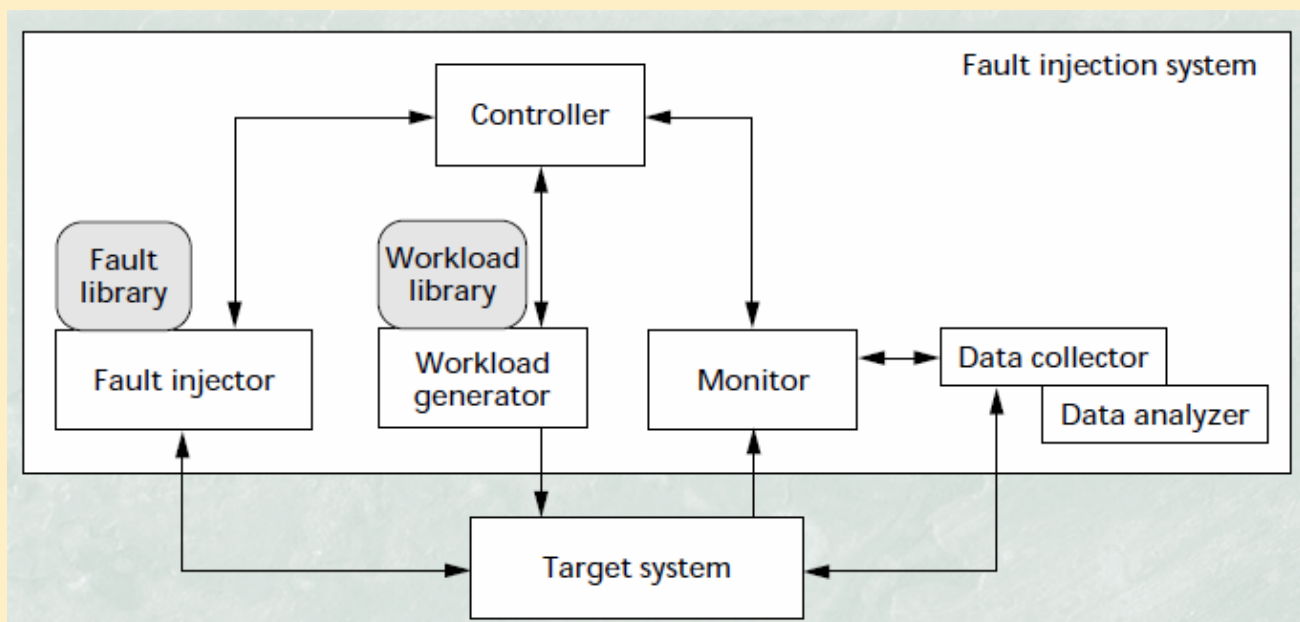 Fault injection system
Controller
Fault
library
Workload
library
Fault injector
Workload
generator
Monitor
Data collector
Data analyzer
Target system